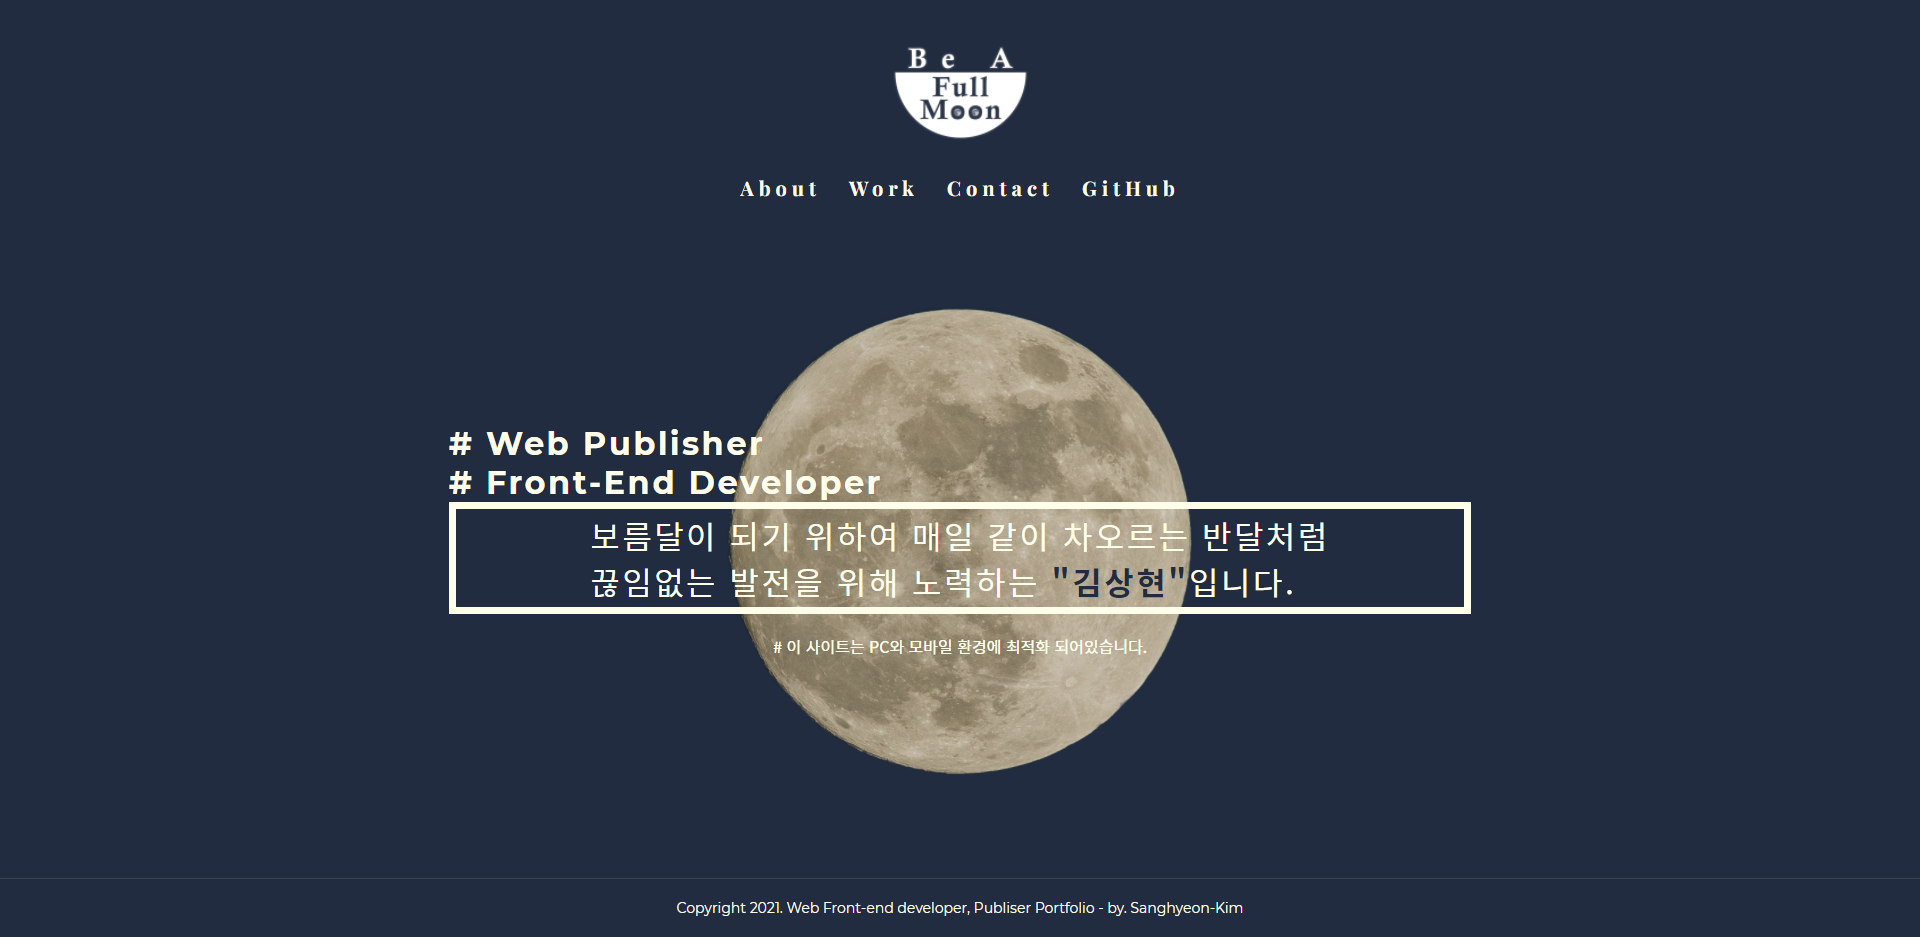 Be A
Full
Moon
About Work Contact GitHub
# Web Publisher
# Front-End Developer
보름달이 되기 위하여 매일 같이 차오르는 반달처럼
끊임없는 발전을 위해 노력하는 "김상현"입니다.
# 이 사이트는 PC와 모바일 환경에 최적화 되어있습니다.
Copyright 2021. Web Front-end developer, Publiser Portfolio - by. Sanghyeon-Kim